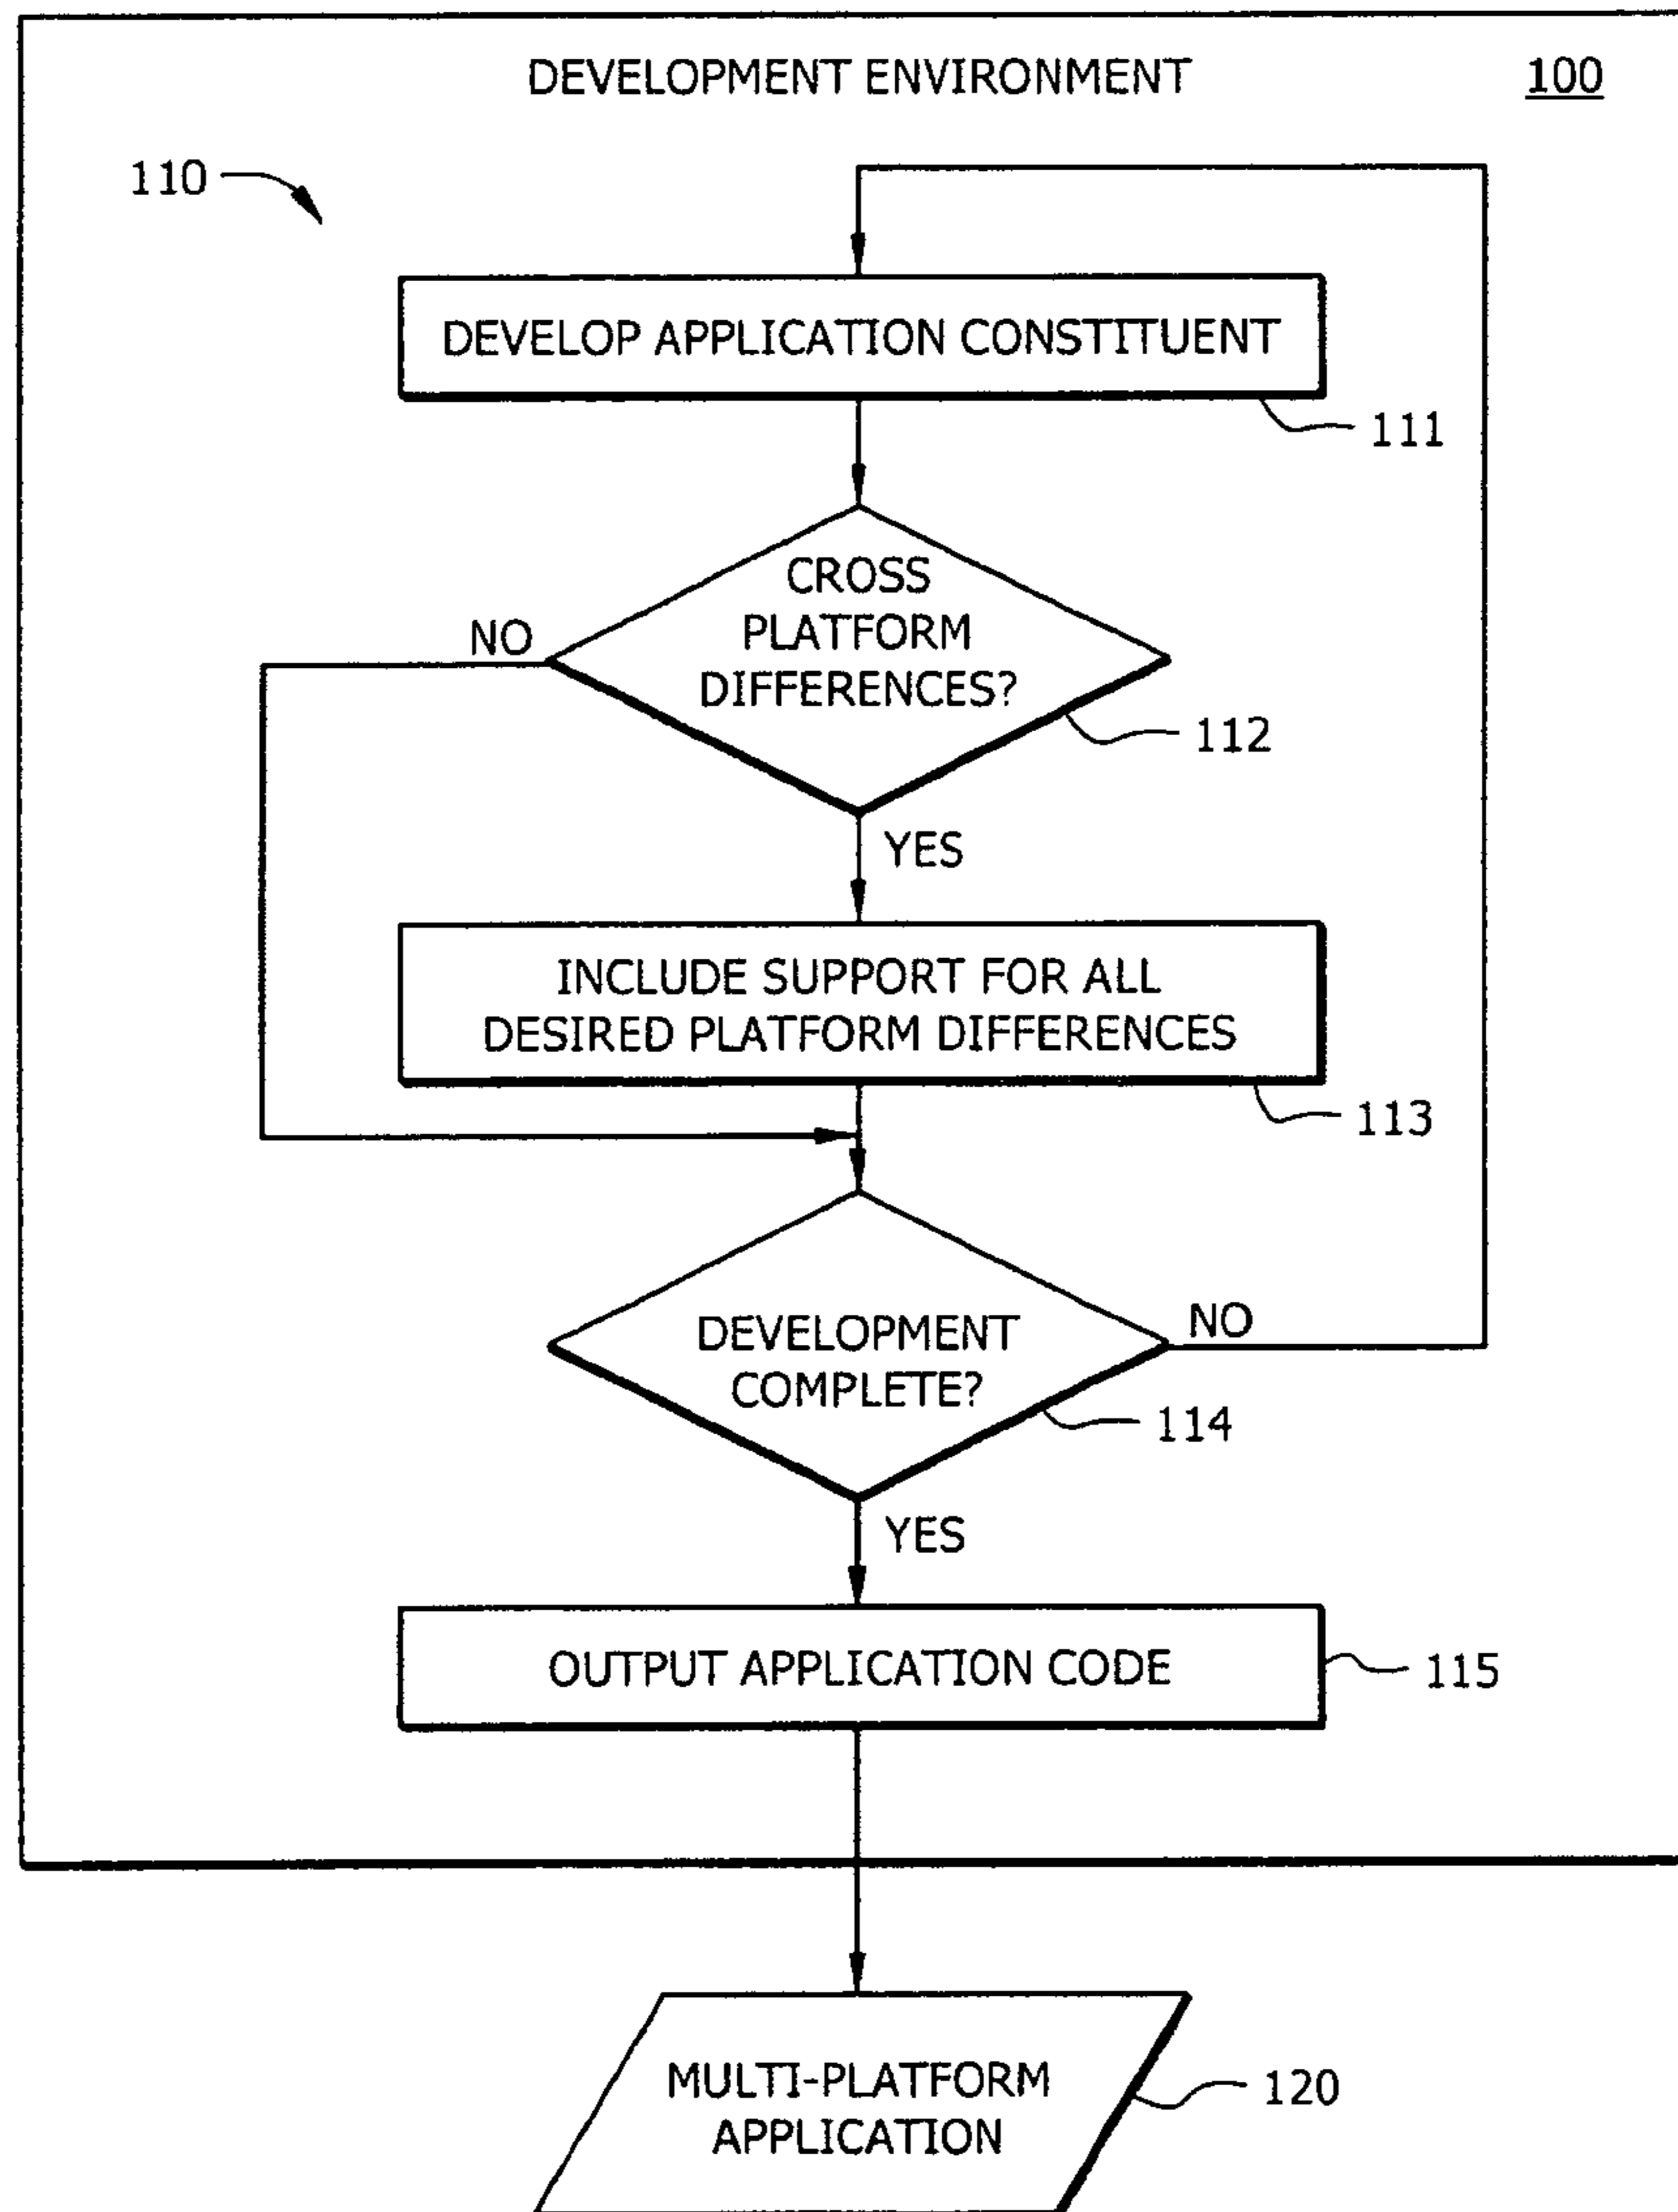 DEVELOPMENT ENVIRONMENT
100
110
DEVELOP APPLICATION CONSTITUENT
111
CROSS
PLATFORM
DIFFERENCES?
NO
112
YES
INCLUDE SUPPORT FOR ALL
DESIRED PLATFORM DIFFERENCES
113
DEVELOPMENT
COMPLETE?
NO
114
YES
OUTPUT APPLICATION CODE
115
MULTI-PLATFORM
APPLICATION
120